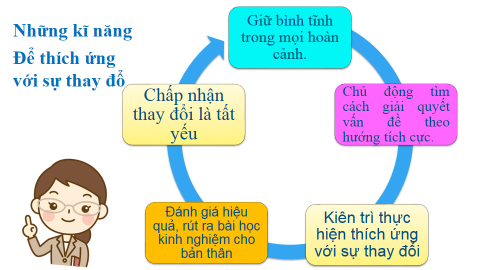 Những kĩ năng
Để thích ứng
với sự thay đổ
Giữ bình tĩnh
trong mọi hoàn
cảnh.
Chủ động tìm
cách giải quyết
vấn đề theo
hướng tích cực.
Kiên trì thực
hiện thích ứng
với sự thay đổi
Đánh giá hiệu
quả, rút ra bài học
kinh nghiệm cho
bản thân
Chấp nhận
thay đổi là tất
yếu